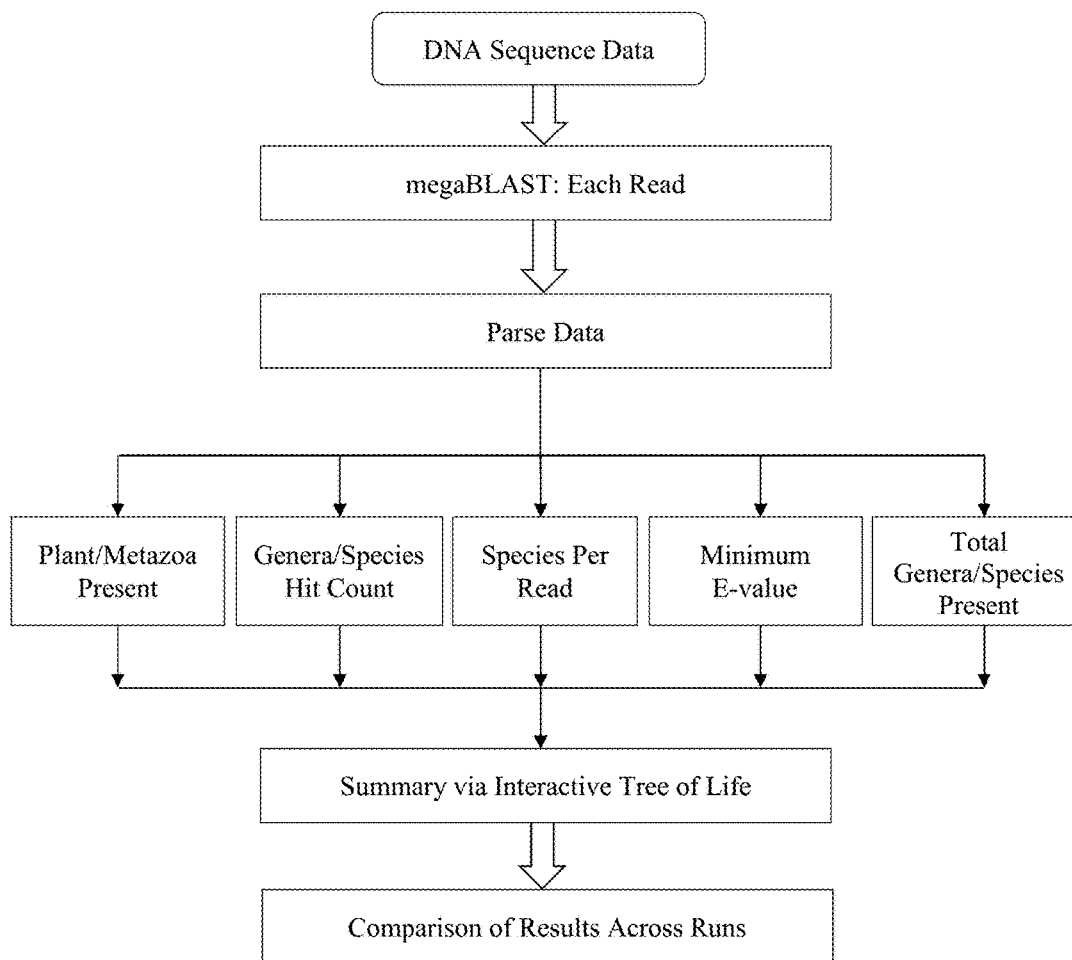 DNA Sequence Data
megaBLAST: Each Read
Parse Data
Plant/Metazoa
Present
Genera/Species
Hit Count
Species Per
Read
Minimum
E-value
Total
Genera/Species
Present
Summary via Interactive Tree of Life
Comparison of Results Across Runs